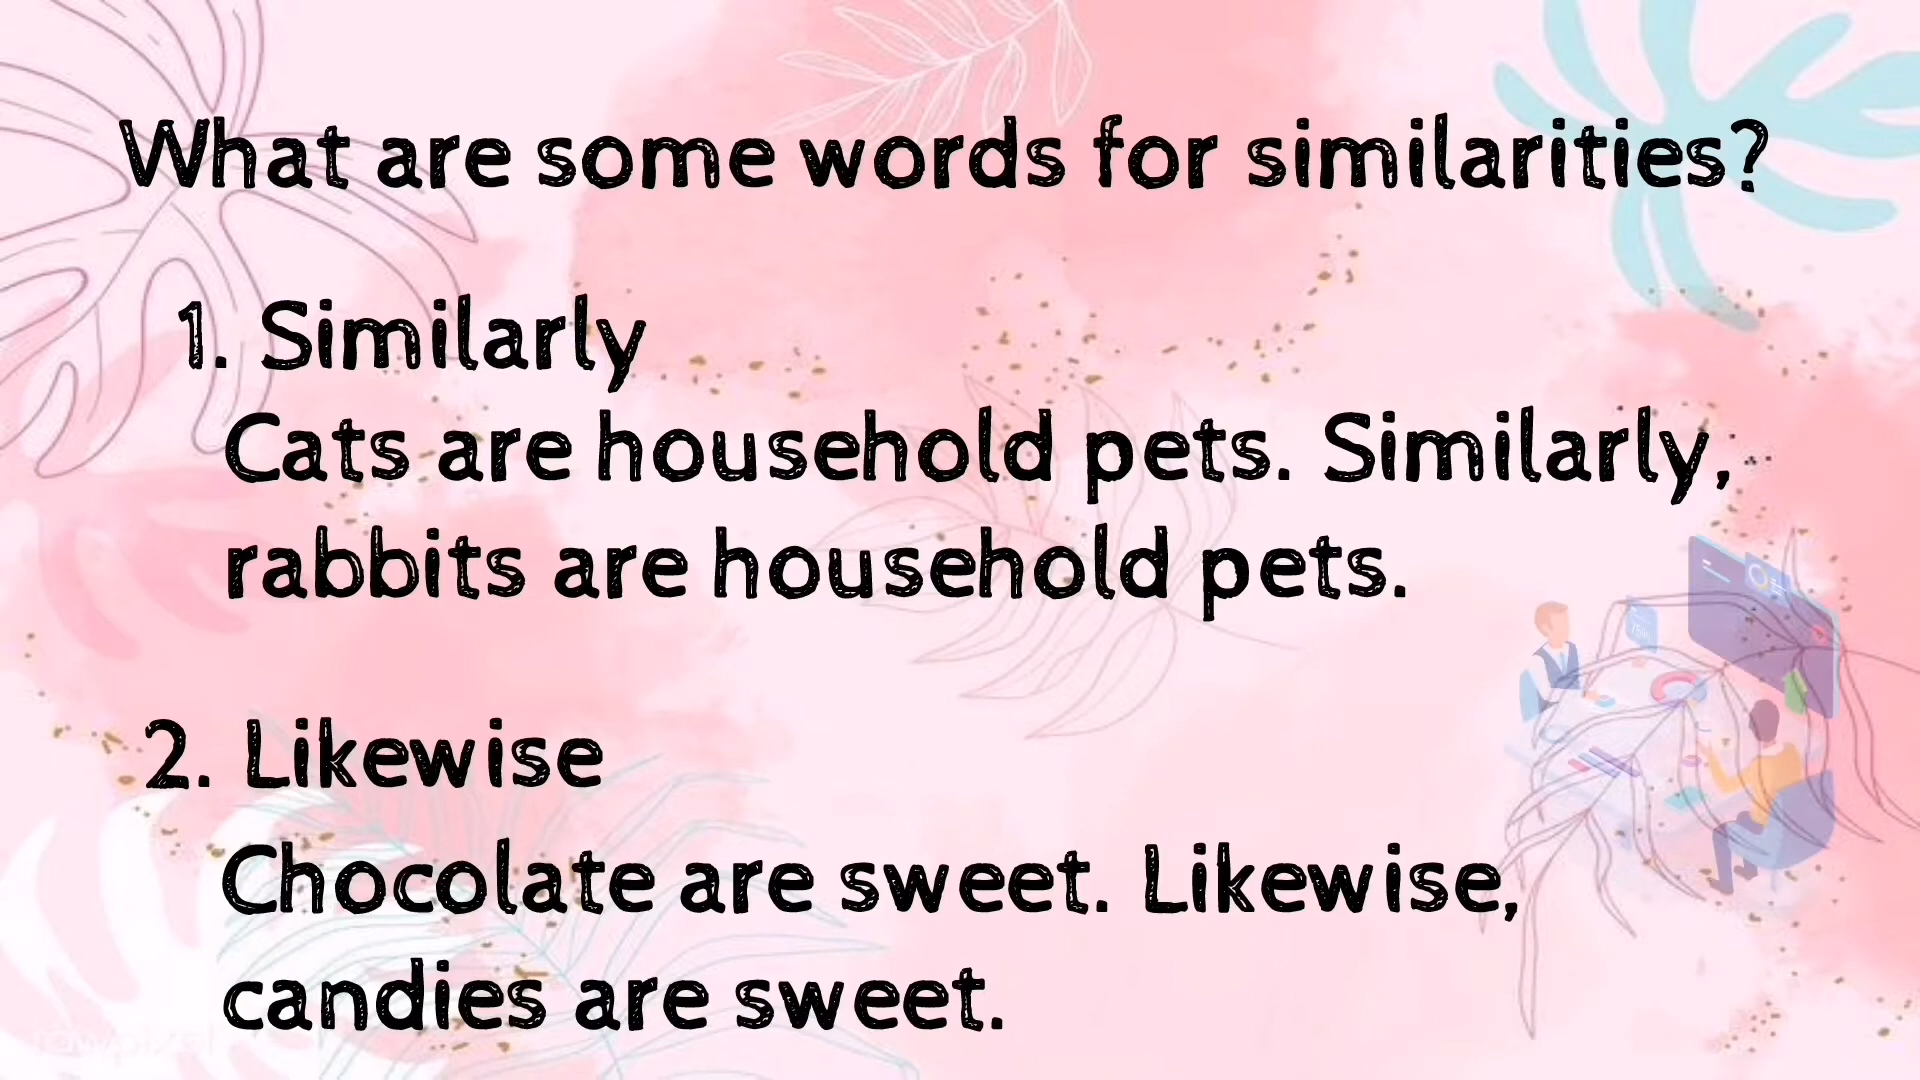 What are some words for similarities?
1. Similarly
Cats are household pets. Similarly,
rabbits are household pets.
2. Likewise
Chocolate are sweet. Likewise,
candies are sweet.